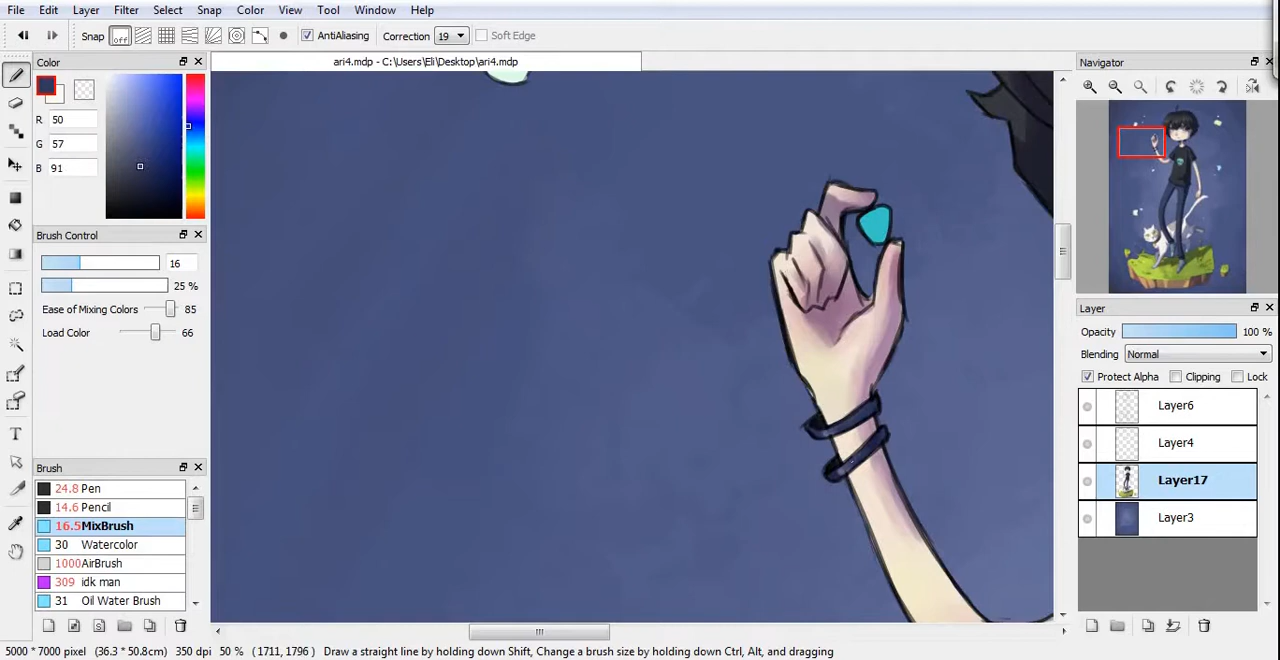 File Edit Layer Filter Select Snap Color View Tool Window Help
Snap off AntiAliasing Correction 19 Soft Edge
Color
ari4.mdp - C:\Users\Eli\Desktop\ari4.mdp
Navigator
R 50
G 57
B 91
Brush Control
16
25 %
Ease of Mixing Colors 85
Load Color 66
Layer
Opacity 100 %
Blending Normal
Protect Alpha Clipping Lock
Layer6
Layer4
Layer17
Layer3
Brush
24.8 Pen
14.6 Pencil
16.5 MixBrush
30 Watercolor
1000 AirBrush
309 idk man
31 Oil Water Brush
5000 * 7000 pixel (36.3 * 50.8cm) 350 dpi 50 % (1711, 1796) Draw a straight line by holding down Shift, Change a brush size by holding down Ctrl, Alt, and dragging